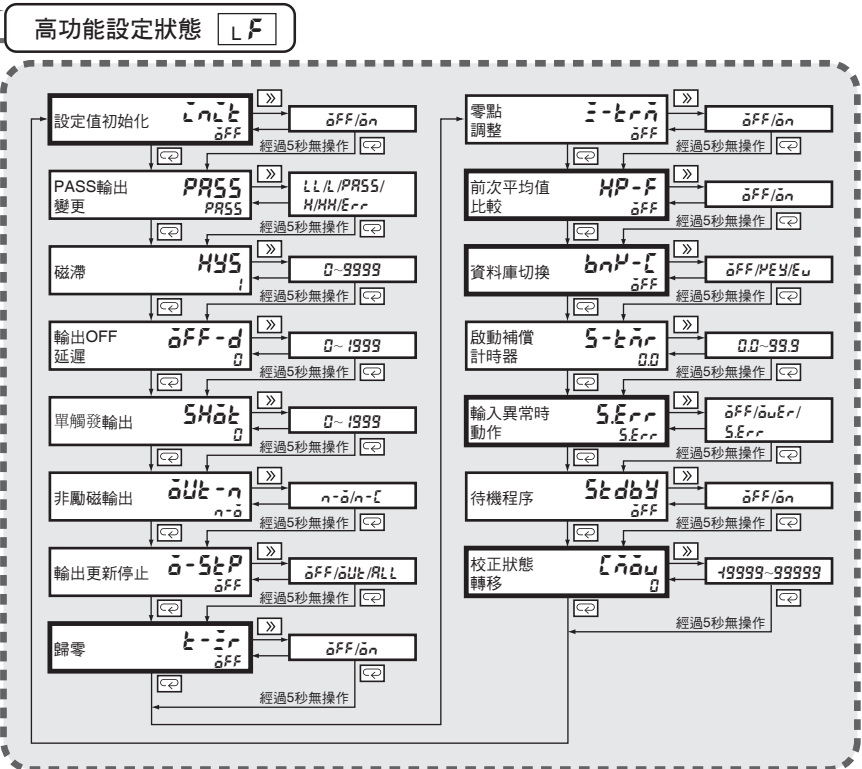 高功能設定狀態 LF
設定值初始化 init
oFF
oFF/on
經過5秒無操作
PASS輸出
變更
PASS
PASS
LL/L/PASS/
H/HH/Err
經過5秒無操作
磁滯 HYS
1
0~9999
經過5秒無操作
輸出OFF
延遲
oFF-d
0
0~1999
經過5秒無操作
單觸發輸出 SHot
0
0~1999
經過5秒無操作
非勵磁輸出 oUt-n
n-o
n-o/n-C
經過5秒無操作
輸出更新停止 o-StP
oFF
oFF/oUt/ALL
經過5秒無操作
歸零 t-Zr
oFF
oFF/on
經過5秒無操作
零點
調整
Z-trm
oFF
oFF/on
經過5秒無操作
前次平均值
比較
HP-F
oFF
oFF/on
經過5秒無操作
資料庫切換 bnK-C
oFF
oFF/KEY/Ev
經過5秒無操作
啟動補償
計時器
S-tmr
0.0
0.0~99.9
經過5秒無操作
輸入異常時
動作
S.Err
S.Err
oFF/ovEr/
S.Err
經過5秒無操作
待機程序 Stdby
oFF
oFF/on
經過5秒無操作
校正狀態
轉移
Cmov
0
-19999~99999
經過5秒無操作